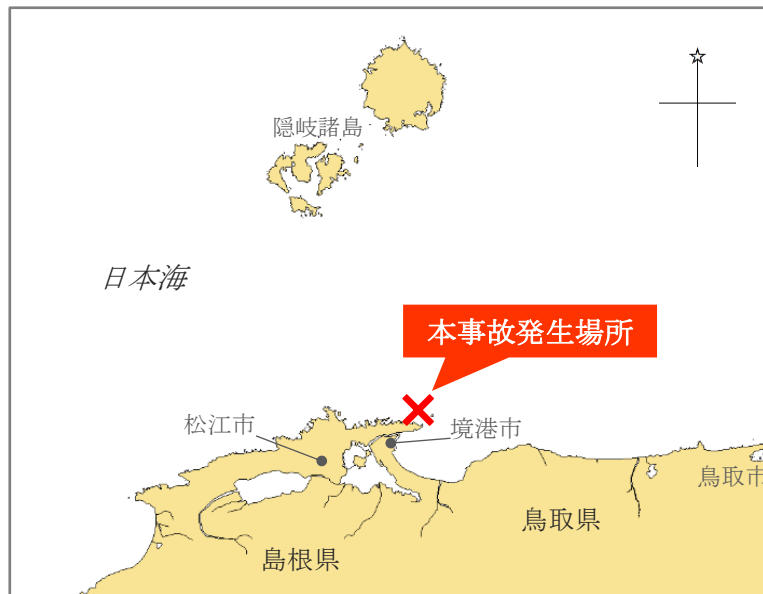 隠岐諸島
日本海
本事故発生場所
松江市
境港市
鳥取市
鳥取県
島根県